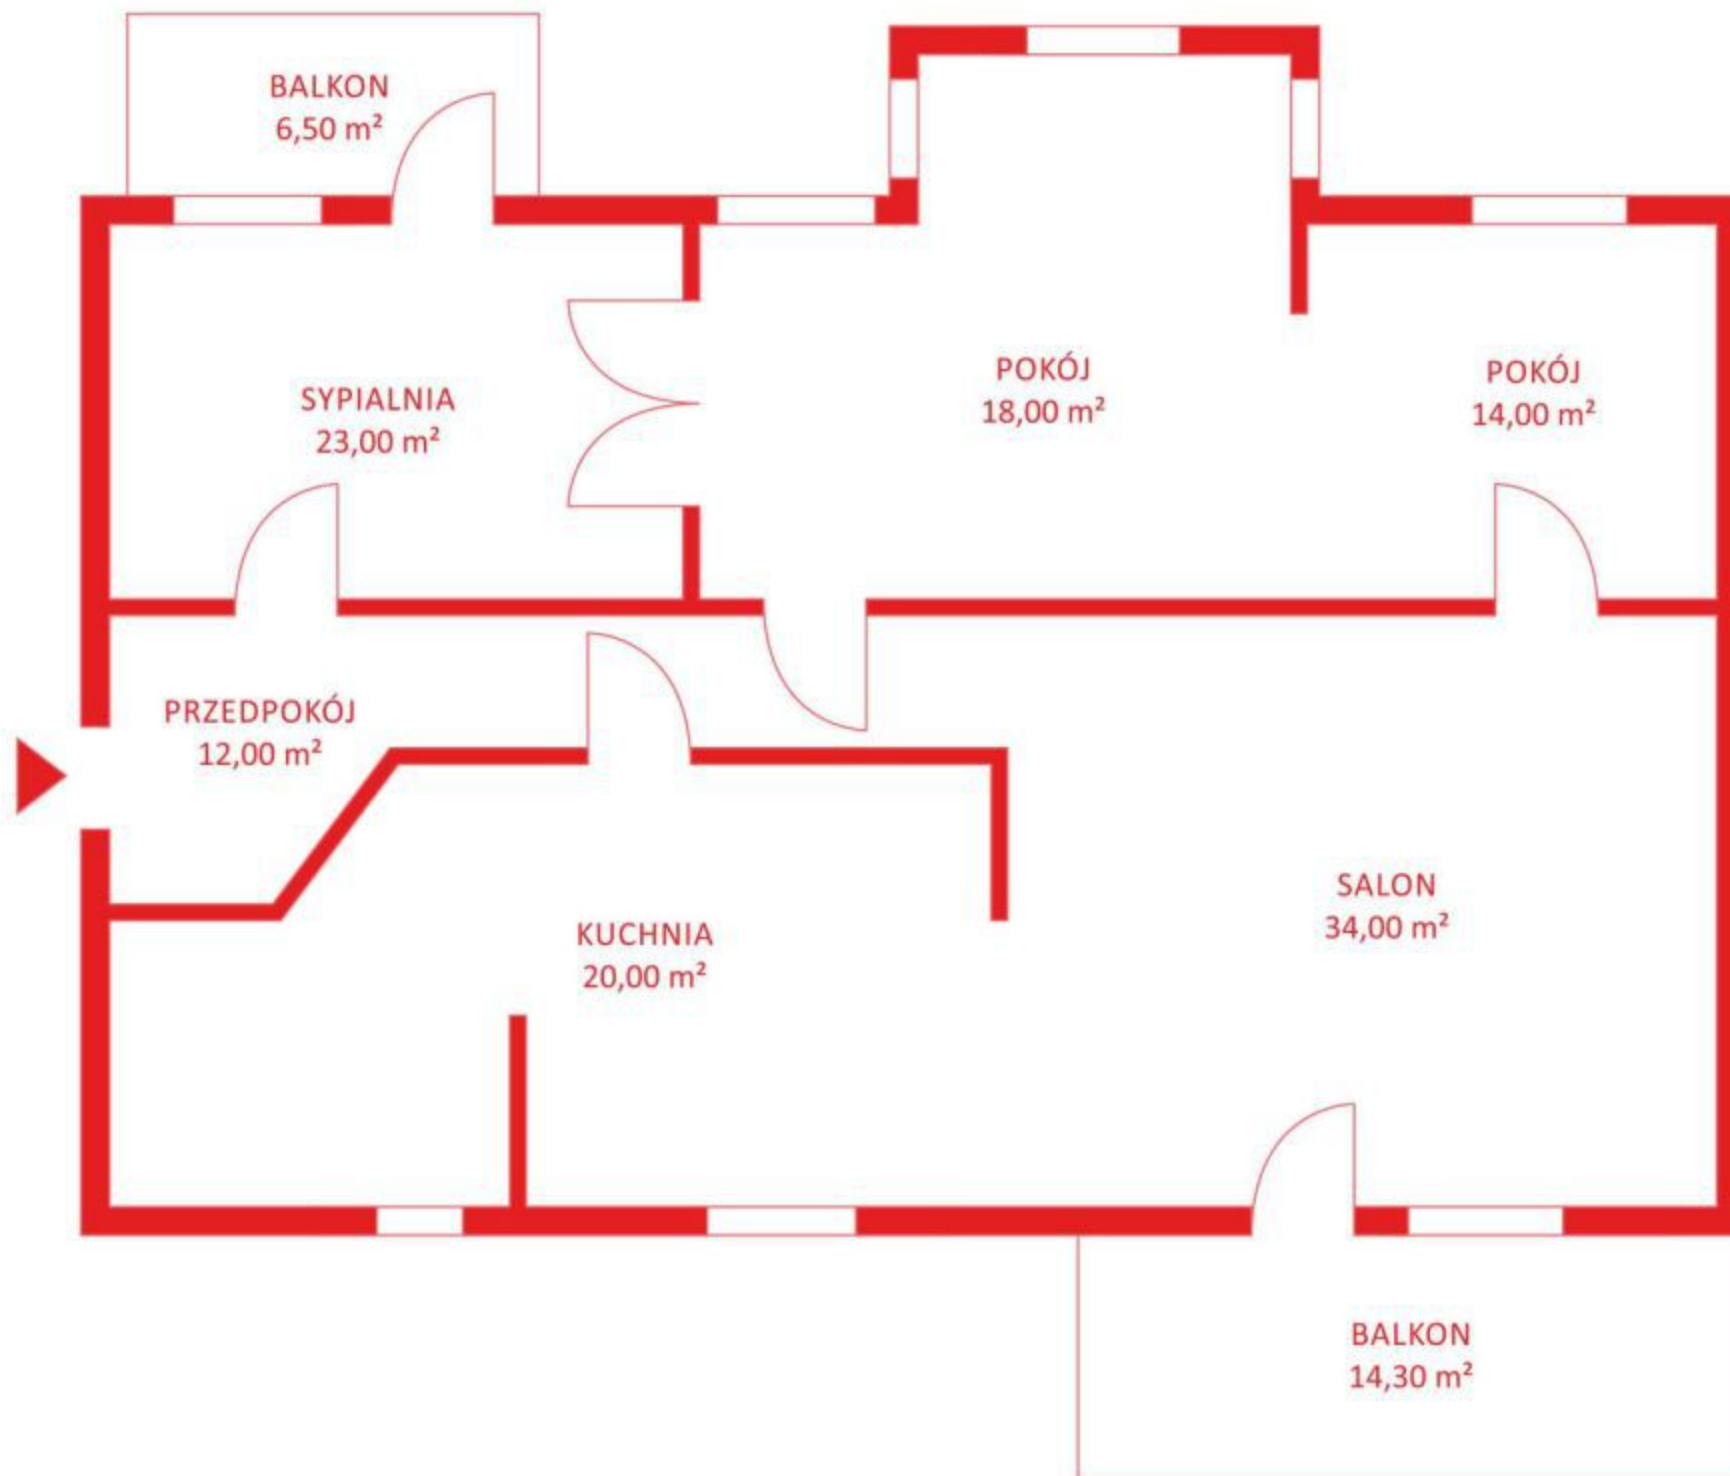 BALKON
6,50 m²
SYPIALNIA
23,00 m²
POKÓJ
18,00 m²
POKÓJ
14,00 m²
PRZEDPOKÓJ
12,00 m²
KUCHNIA
20,00 m²
SALON
34,00 m²
BALKON
14,30 m²